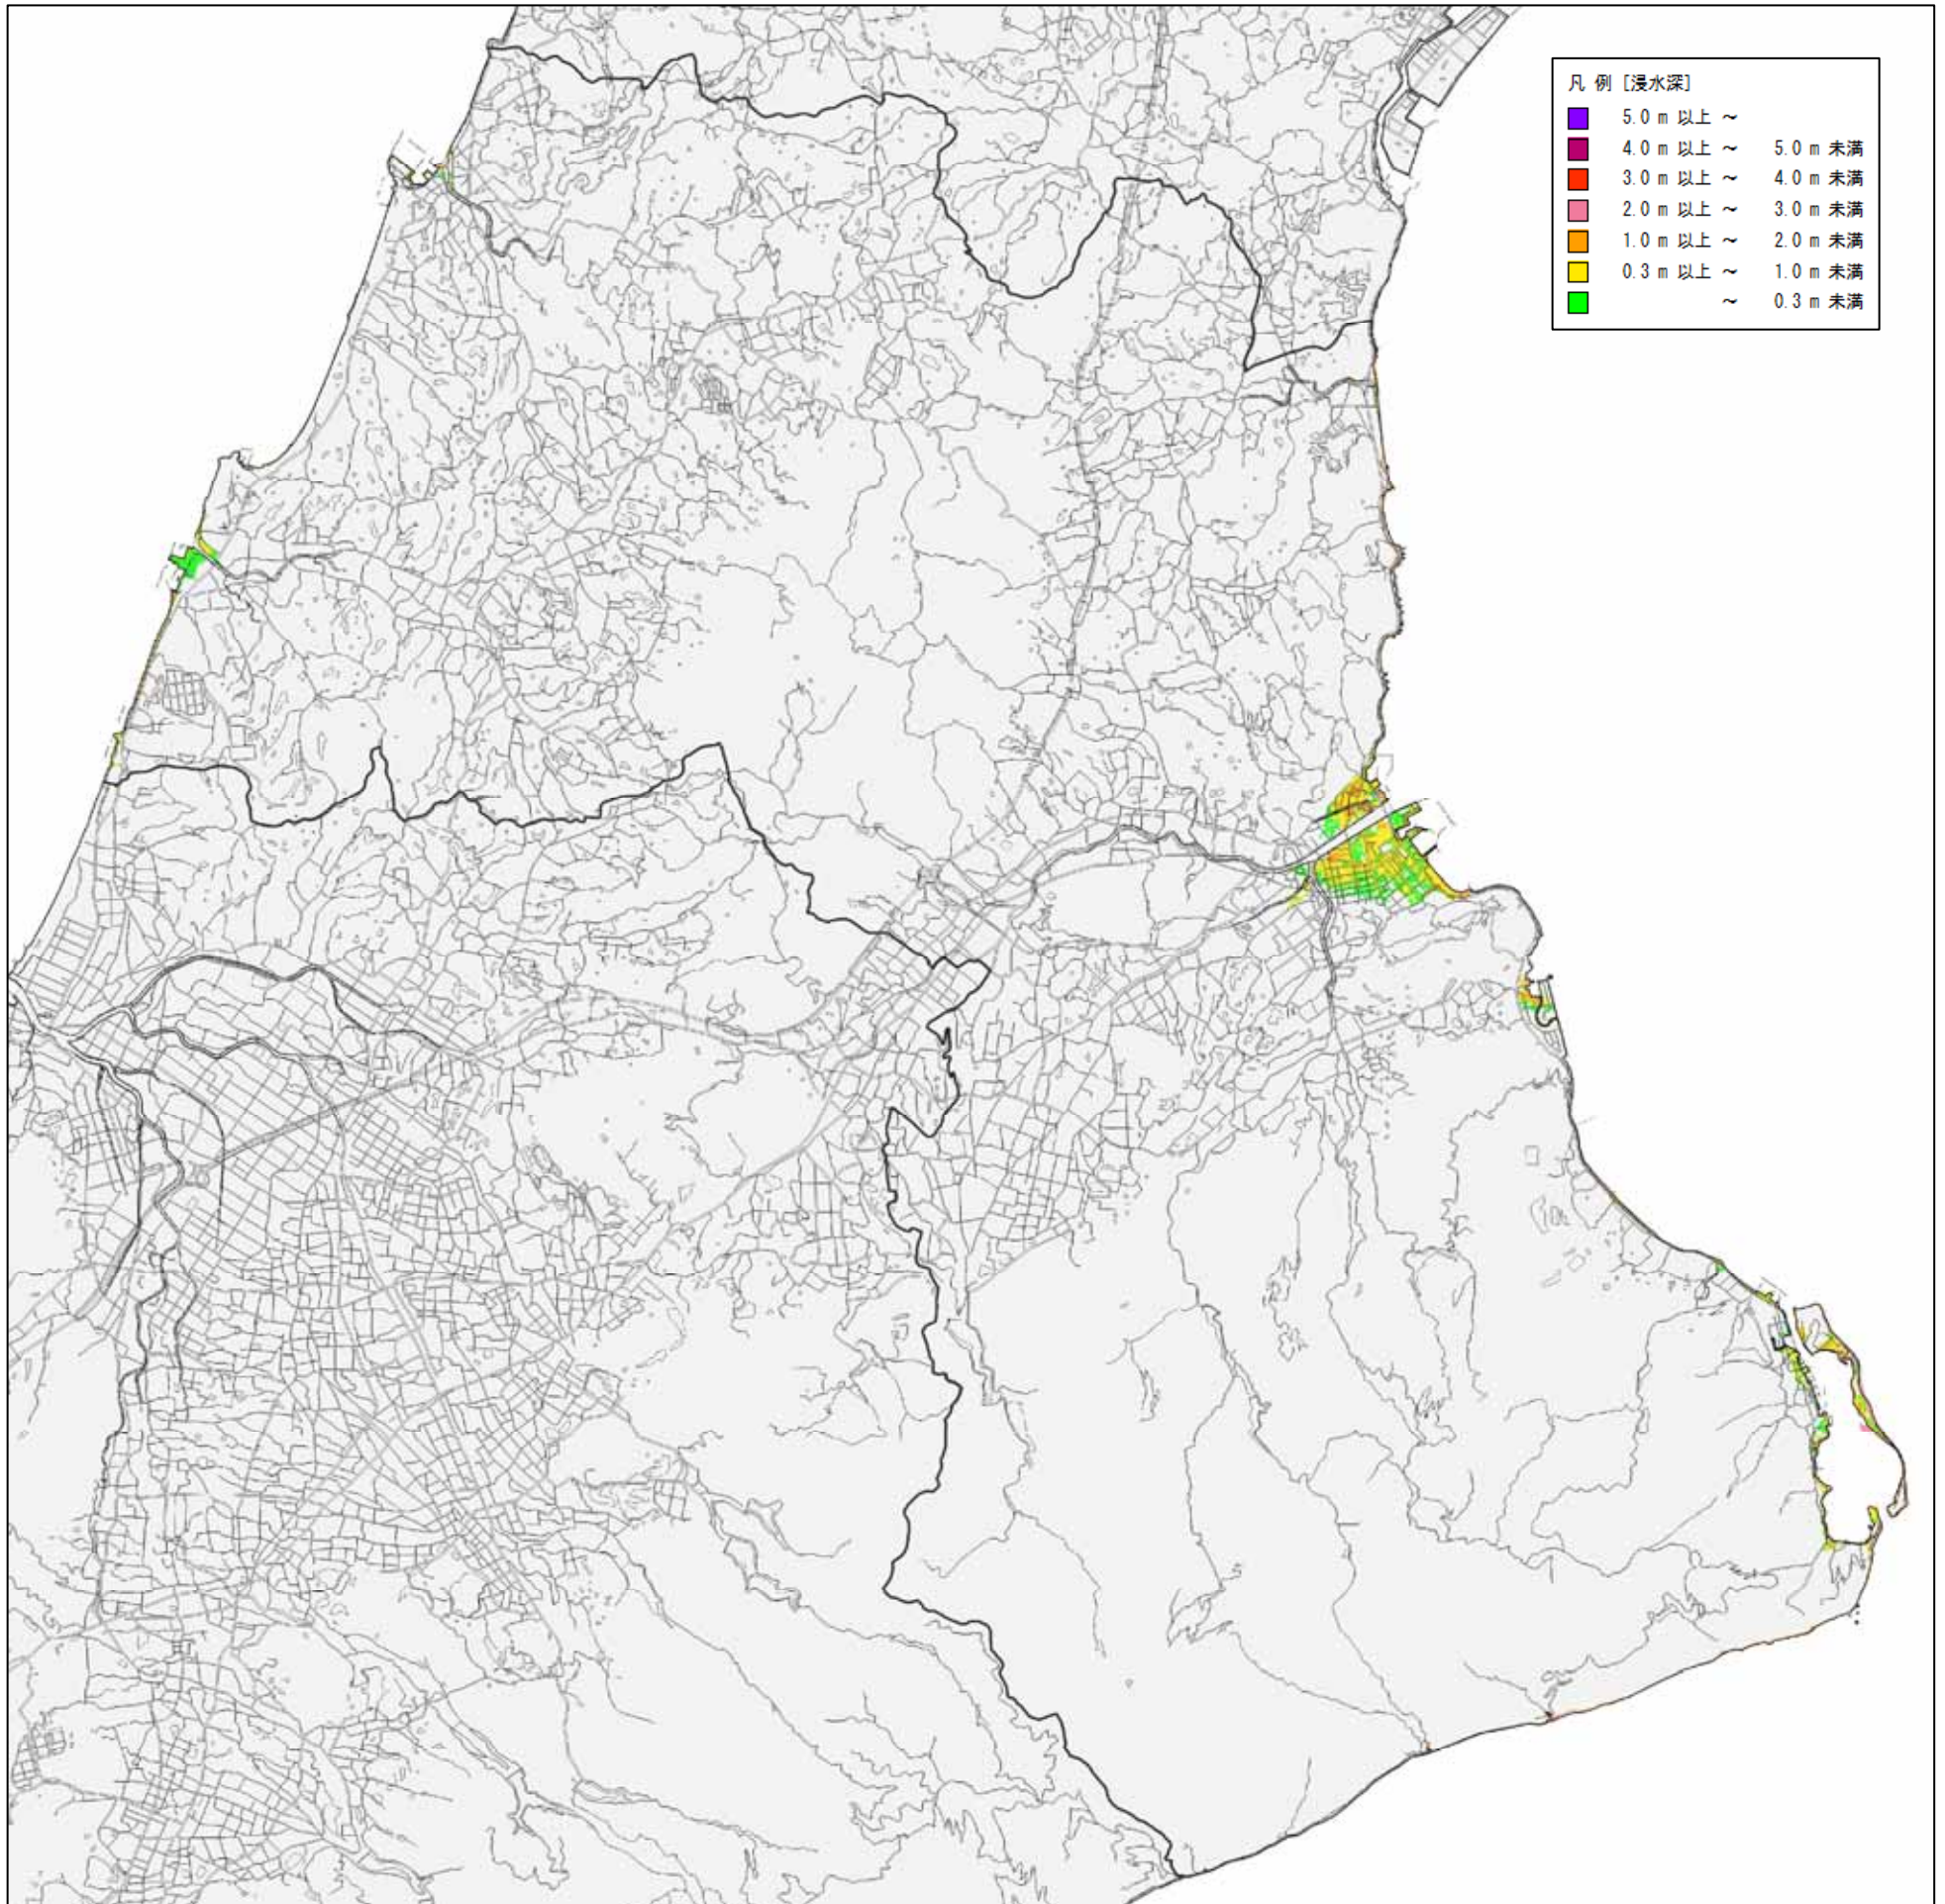 凡 例 [浸水深]
5.0 m 以上 ~
4.0 m 以上 ~ 5.0 m 未満
3.0 m 以上 ~ 4.0 m 未満
2.0 m 以上 ~ 3.0 m 未満
1.0 m 以上 ~ 2.0 m 未満
0.3 m 以上 ~ 1.0 m 未満
~ 0.3 m 未満